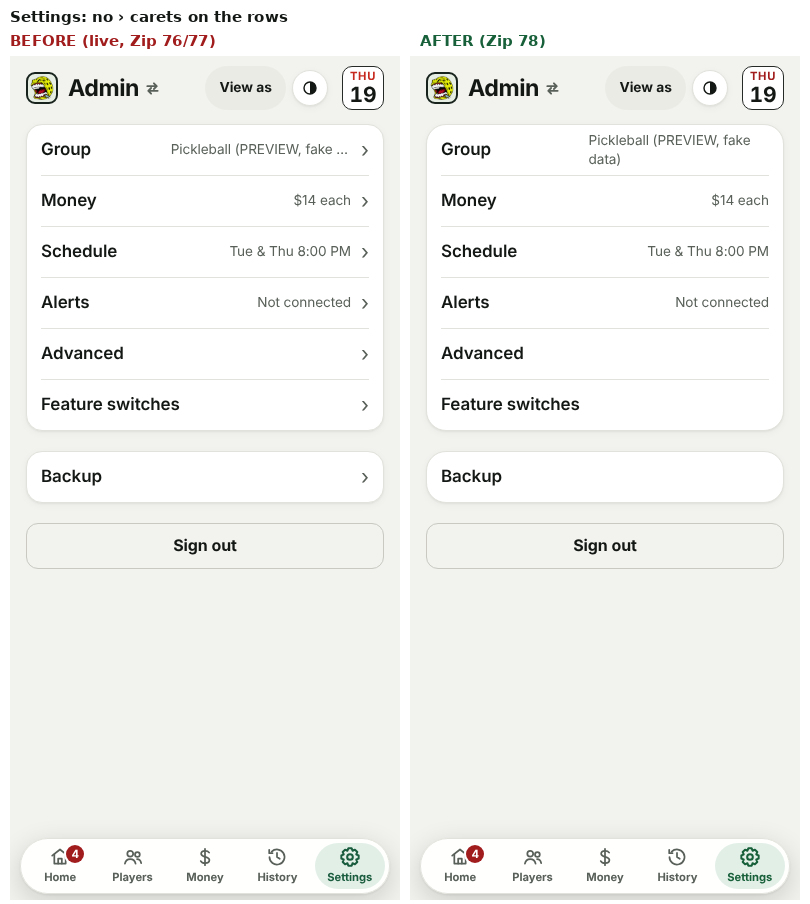 Settings: no › carets on the rows
BEFORE (live, Zip 76/77)
Admin ⇄ View as THU 19
Group Pickleball (PREVIEW, fake ... ›
Money $14 each ›
Schedule Tue & Thu 8:00 PM ›
Alerts Not connected ›
Advanced ›
Feature switches ›
Backup ›
Sign out
4
Home Players Money History Settings
AFTER (Zip 78)
Admin ⇄ View as THU 19
Group Pickleball (PREVIEW, fake
data)
Money $14 each
Schedule Tue & Thu 8:00 PM
Alerts Not connected
Advanced
Feature switches
Backup
Sign out
4
Home Players Money History Settings